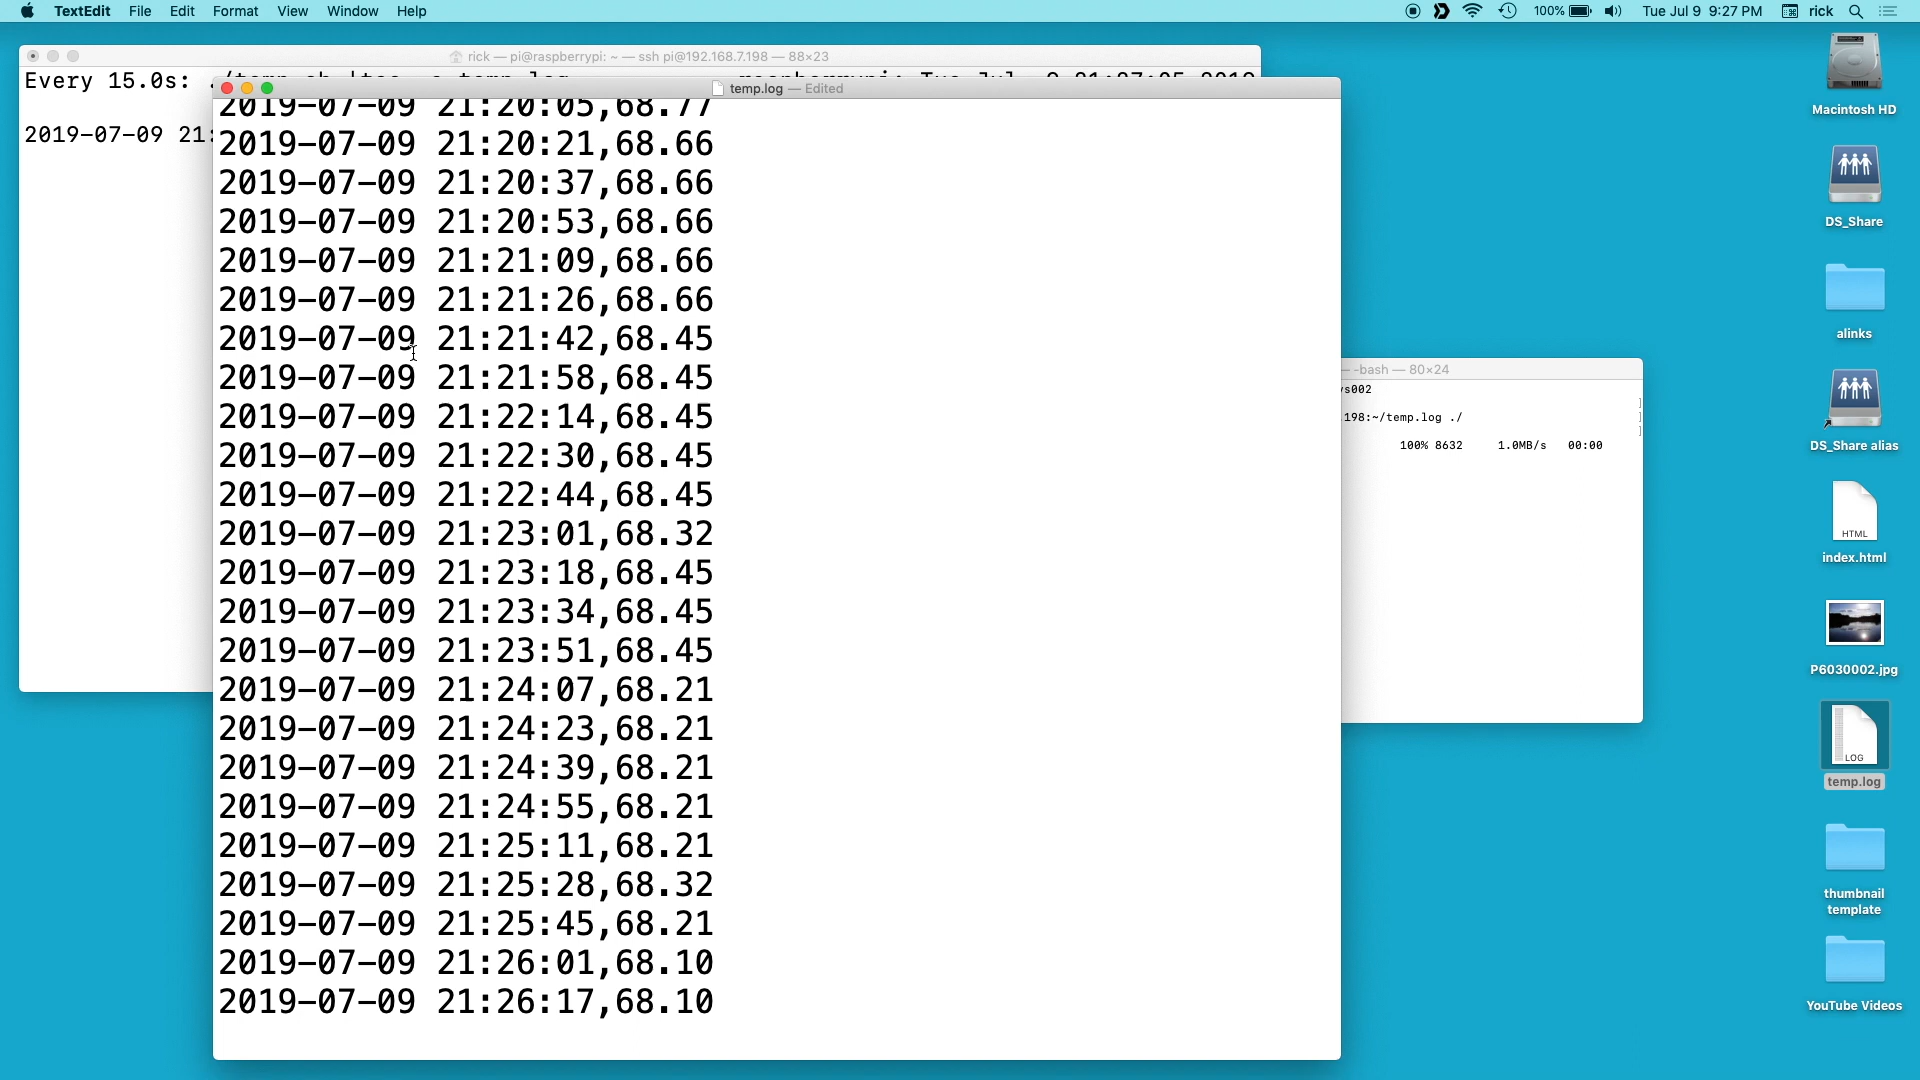 TextEdit File Edit Format View Window Help
100% Tue Jul 9 9:27 PM rick
rick — pi@raspberrypi: ~ — ssh pi@192.168.7.198 — 88×23
Every 15.0s:
2019-07-09 21:
temp.log — Edited
2019-07-09 21:20:05,68.77
2019-07-09 21:20:21,68.66
2019-07-09 21:20:37,68.66
2019-07-09 21:20:53,68.66
2019-07-09 21:21:09,68.66
2019-07-09 21:21:26,68.66
2019-07-09 21:21:42,68.45
2019-07-09 21:21:58,68.45
2019-07-09 21:22:14,68.45
2019-07-09 21:22:30,68.45
2019-07-09 21:22:44,68.45
2019-07-09 21:23:01,68.32
2019-07-09 21:23:18,68.45
2019-07-09 21:23:34,68.45
2019-07-09 21:23:51,68.45
2019-07-09 21:24:07,68.21
2019-07-09 21:24:23,68.21
2019-07-09 21:24:39,68.21
2019-07-09 21:24:55,68.21
2019-07-09 21:25:11,68.21
2019-07-09 21:25:28,68.32
2019-07-09 21:25:45,68.21
2019-07-09 21:26:01,68.10
2019-07-09 21:26:17,68.10
— -bash — 80×24
s002
.198:~/temp.log ./
100% 8632 1.0MB/s 00:00
Macintosh HD
DS_Share
alinks
DS_Share alias
HTML
index.html
P6030002.jpg
LOG
temp.log
thumbnail
template
YouTube Videos